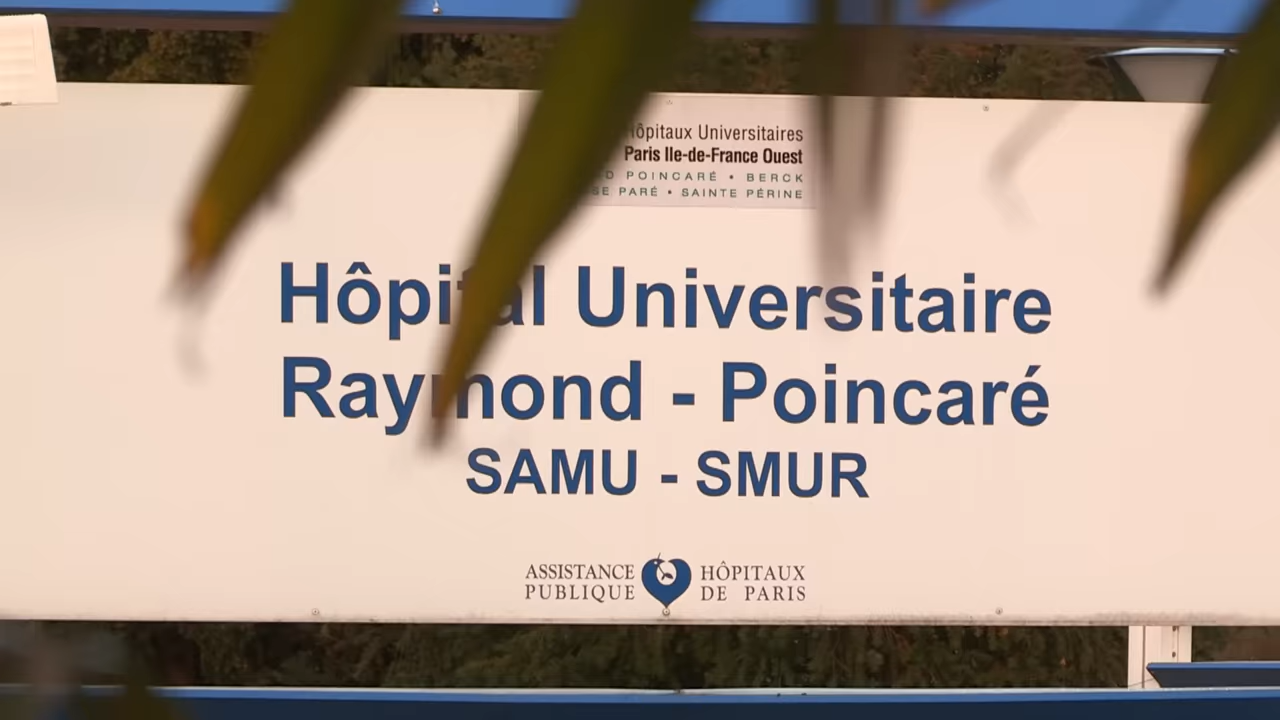 Hôpitaux Universitaires
Paris Ile-de-France Ouest
POINCARÉ • BERCK
PARÉ • SAINTE PÉRINE
Hôpital Universitaire
Raymond - Poincaré
SAMU - SMUR
ASSISTANCE PUBLIQUE
HÔPITAUX DE PARIS